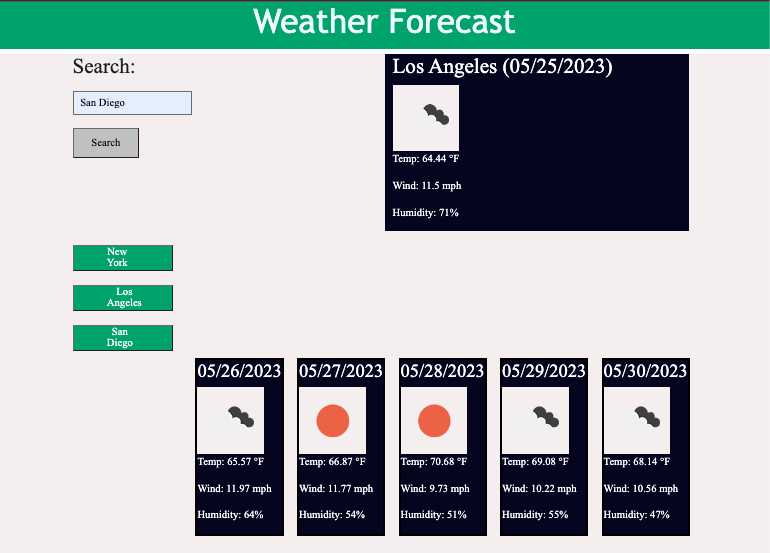 Weather Forecast
Search:
San Diego
Search
Los Angeles (05/25/2023)
Temp: 64.44 °F
Wind: 11.5 mph
Humidity: 71%
New
York
Los
Angeles
San
Diego
05/26/2023
Temp: 65.57 °F
Wind: 11.97 mph
Humidity: 64%
05/27/2023
Temp: 66.87 °F
Wind: 11.77 mph
Humidity: 54%
05/28/2023
Temp: 70.68 °F
Wind: 9.73 mph
Humidity: 51%
05/29/2023
Temp: 69.08 °F
Wind: 10.22 mph
Humidity: 55%
05/30/2023
Temp: 68.14 °F
Wind: 10.56 mph
Humidity: 47%